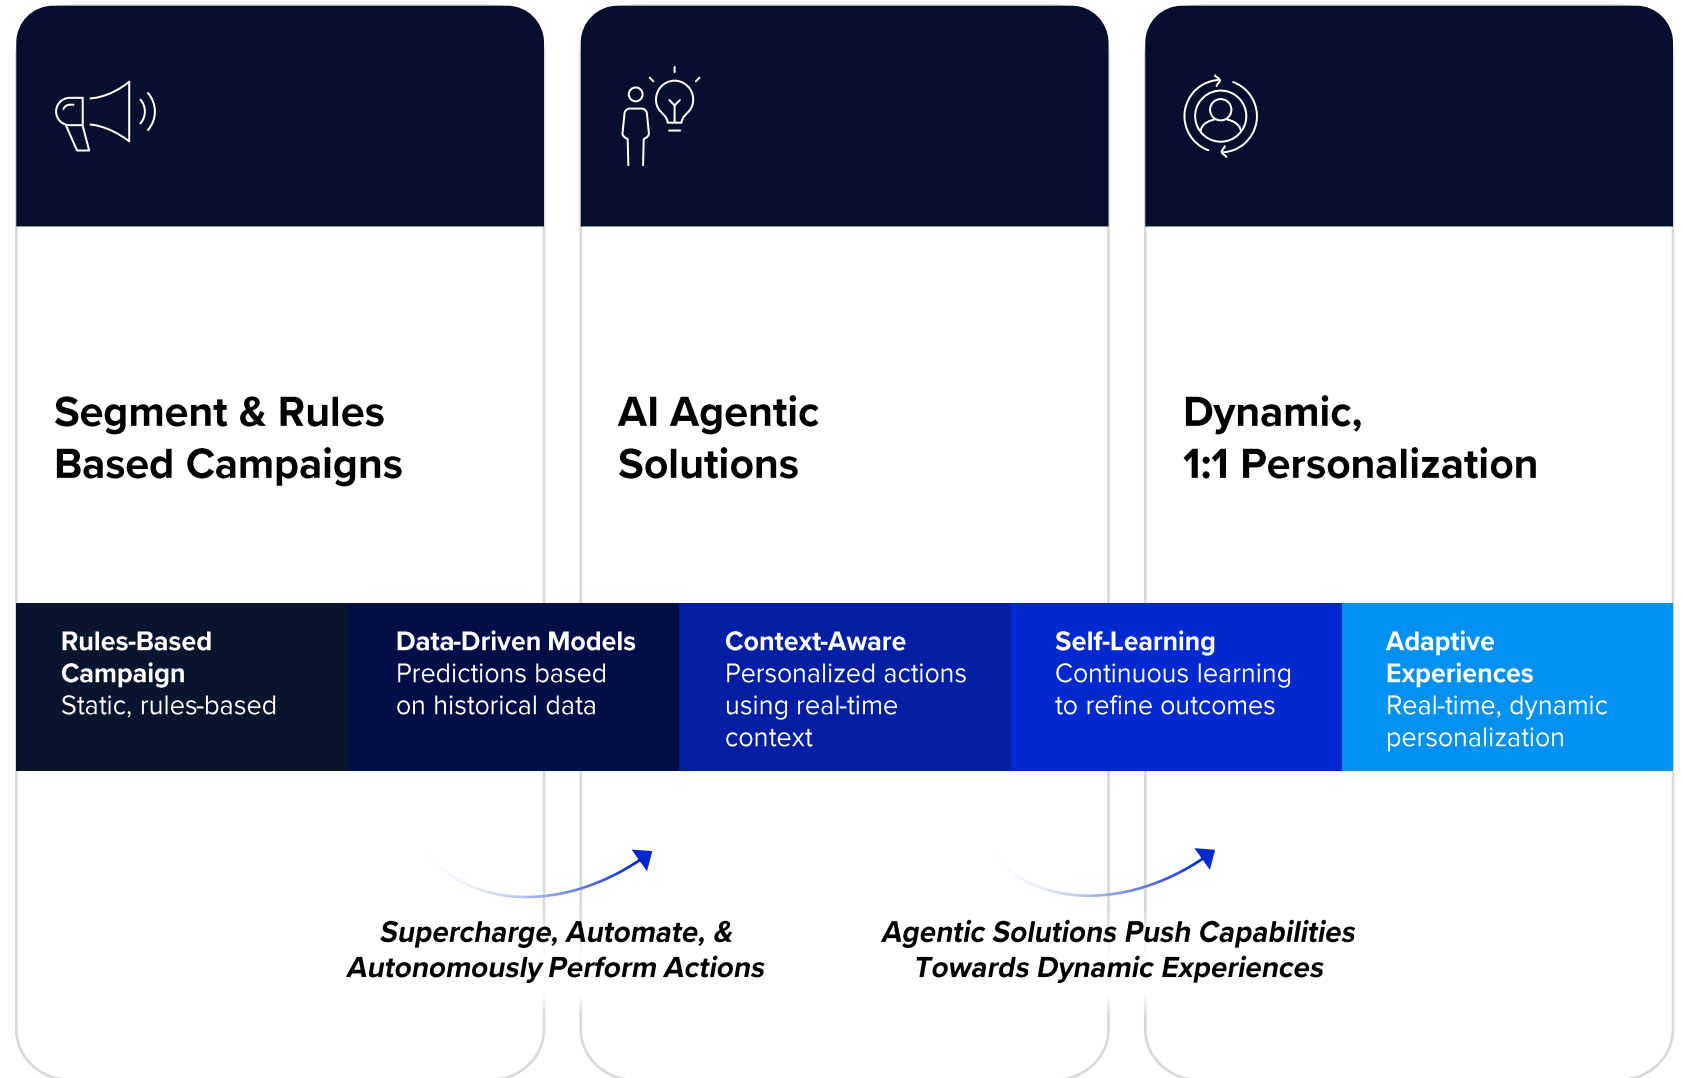 Segment & Rules
Based Campaigns
AI Agentic
Solutions
Dynamic,
1:1 Personalization
Rules-Based
Campaign
Static, rules-based
Data-Driven Models
Predictions based
on historical data
Context-Aware
Personalized actions
using real-time
context
Self-Learning
Continuous learning
to refine outcomes
Adaptive
Experiences
Real-time, dynamic
personalization
Supercharge, Automate, &
Autonomously Perform Actions
Agentic Solutions Push Capabilities
Towards Dynamic Experiences